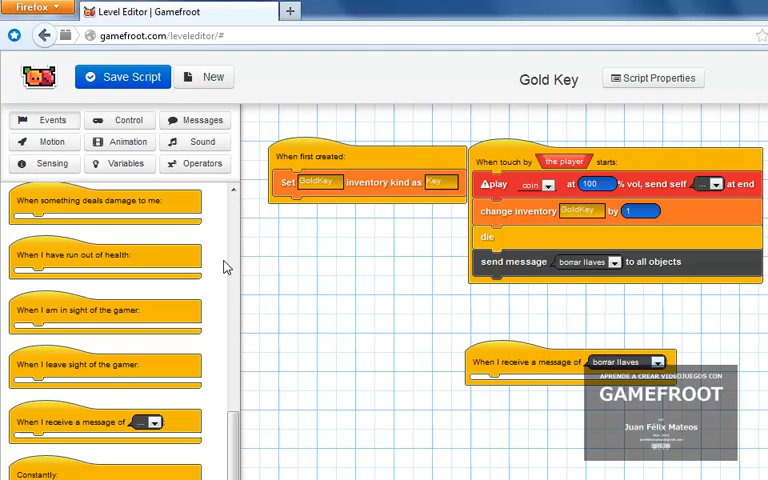 Firefox
Level Editor | Gamefroot
gamefroot.com/leveleditor/#
Save Script
New
Gold Key
Script Properties
Events
Control
Messages
Motion
Animation
Sound
Sensing
Variables
Operators
When something deals damage to me:
When I have run out of health:
When I am in sight of the gamer:
When I leave sight of the gamer:
When I receive a message of ...
Constantly:
When first created:
Set GoldKey inventory kind as Key
When touch by the player starts:
play coin at 100 % vol, send self ... at end
change inventory GoldKey by 1
die
send message borrar llaves to all objects
When I receive a message of borrar llaves
APRENDE A CREAR VIDEOJUEGOS CON
GAMEFROOT
Juan Félix Mateos